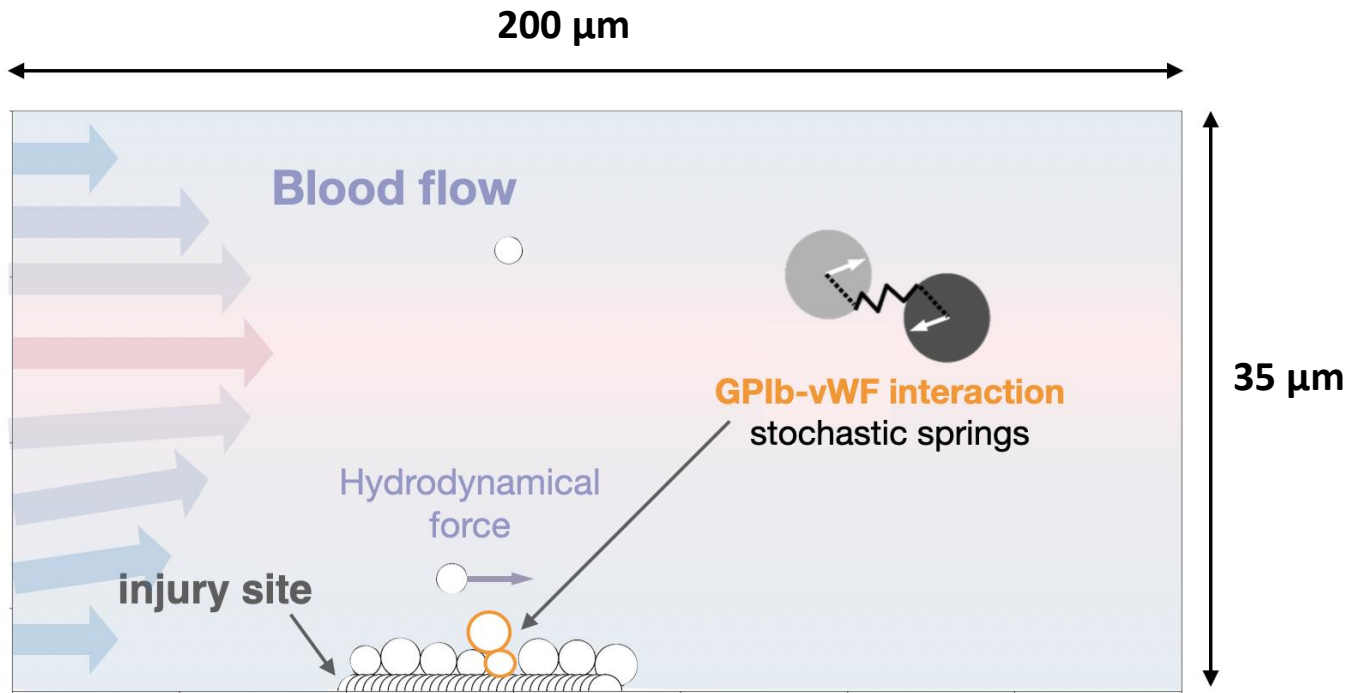 200 µm
Blood flow
35 µm
GPIb-vWF interaction
stochastic springs
Hydrodynamical
force
injury site